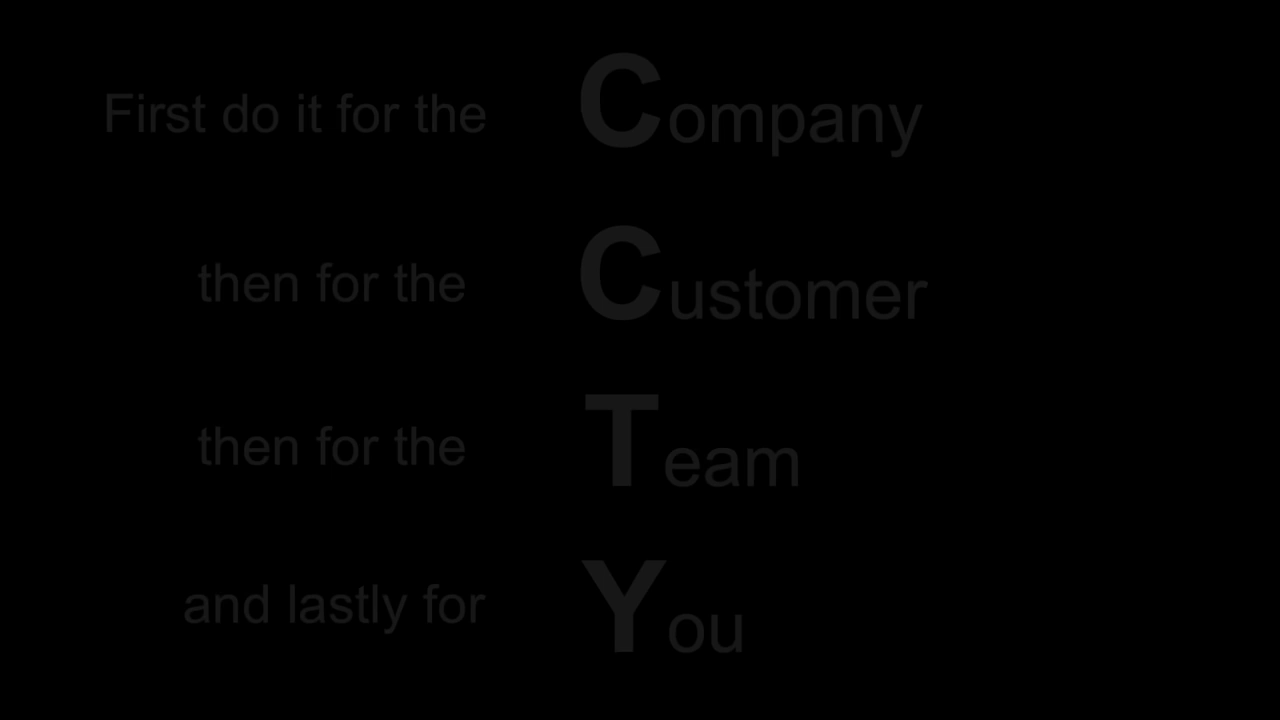 First do it for the Company
then for the Customer
then for the Team
and lastly for You